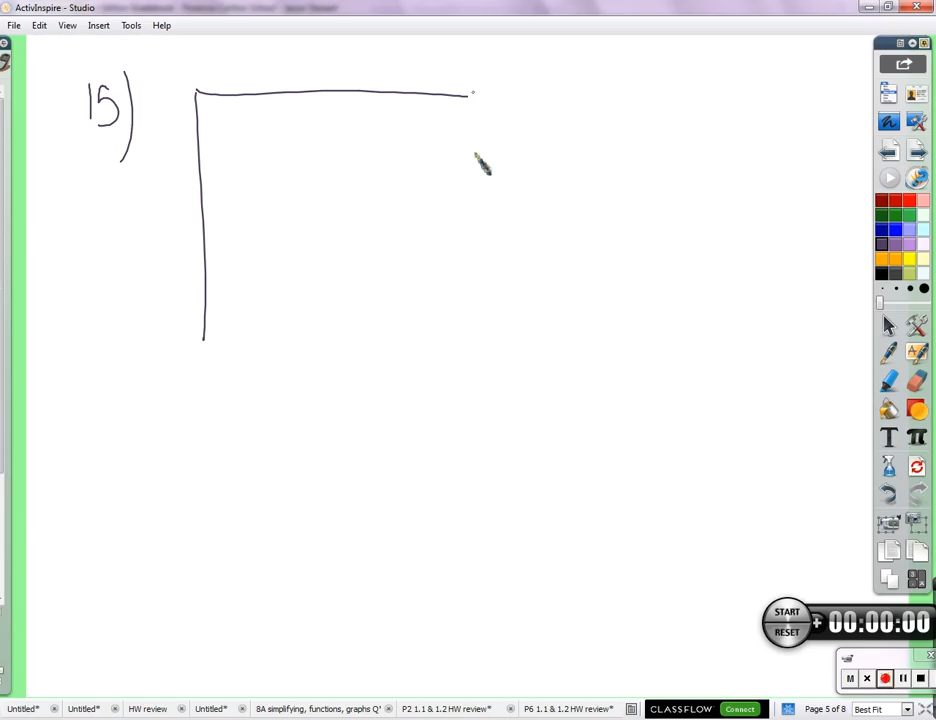 ActivInspire - Studio
File Edit View Insert Tools Help
15)
START
RESET
00:00:00
M
Untitled* Untitled* HW review Untitled* 8A simplifying, functions, graphs Q' P2 1.1 & 1.2 HW review* P6 1.1 & 1.2 HW review* CLASSFLOW Connect Page 5 of 8 Best Fit